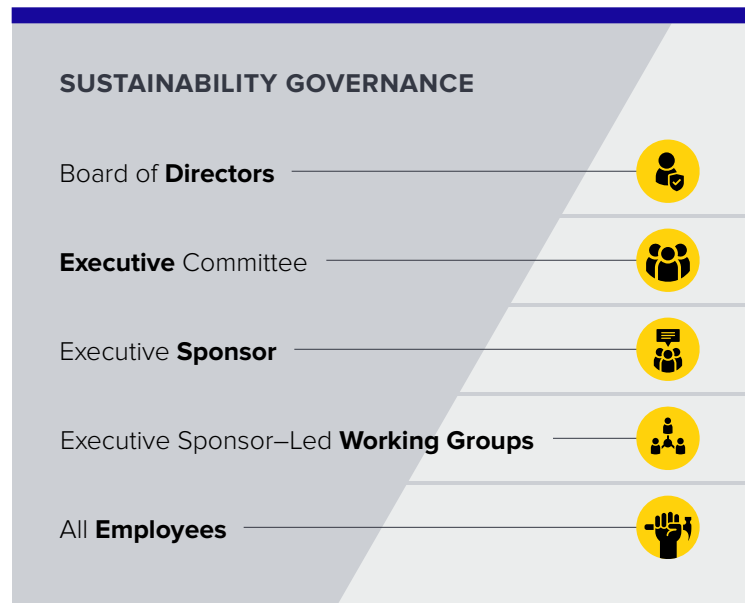 SUSTAINABILITY GOVERNANCE
Board of Directors
Executive Committee
Executive Sponsor
Executive Sponsor–Led Working Groups
All Employees